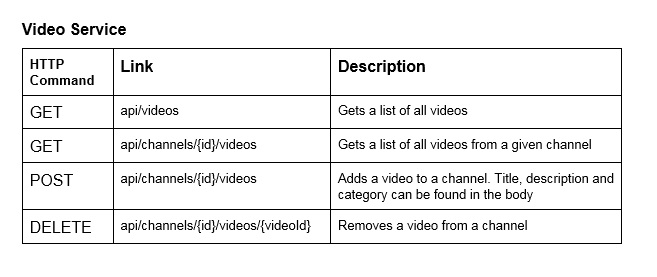 Video Service
HTTP Command Link Description
GET api/videos Gets a list of all videos
GET api/channels/{id}/videos Gets a list of all videos from a given channel
POST api/channels/{id}/videos Adds a video to a channel. Title, description and
category can be found in the body
DELETE api/channels/{id}/videos/{videoId} Removes a video from a channel